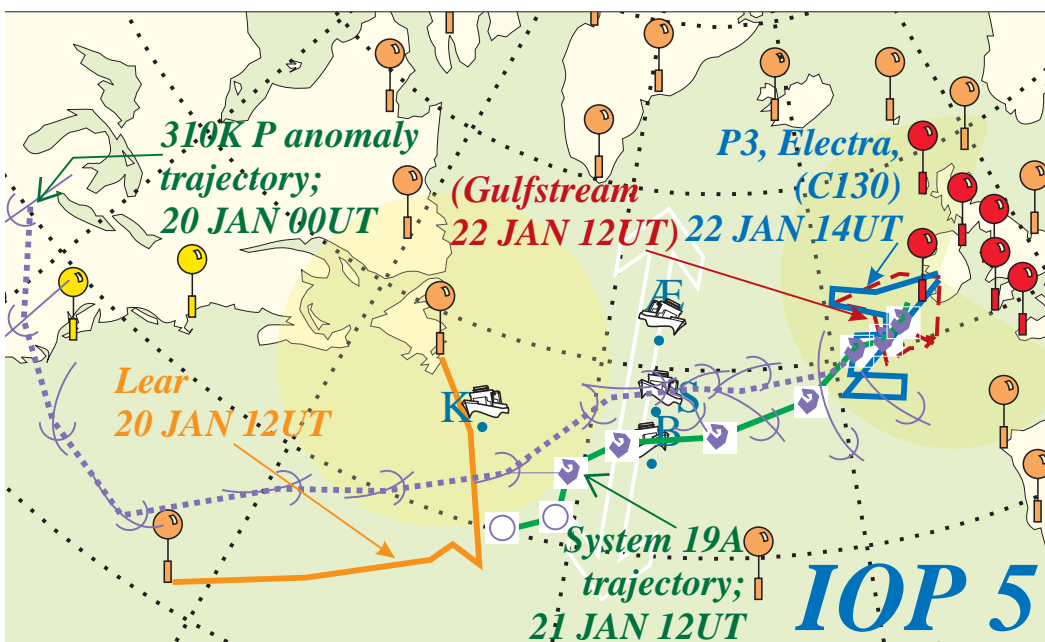 310K P anomaly
trajectory;
20 JAN 00UT
(Gulfstream
22 JAN 12UT)
P3, Electra,
(C130)
22 JAN 14UT
Æ
Lear
20 JAN 12UT
K
S
B
System 19A
trajectory;
21 JAN 12UT
IOP 5